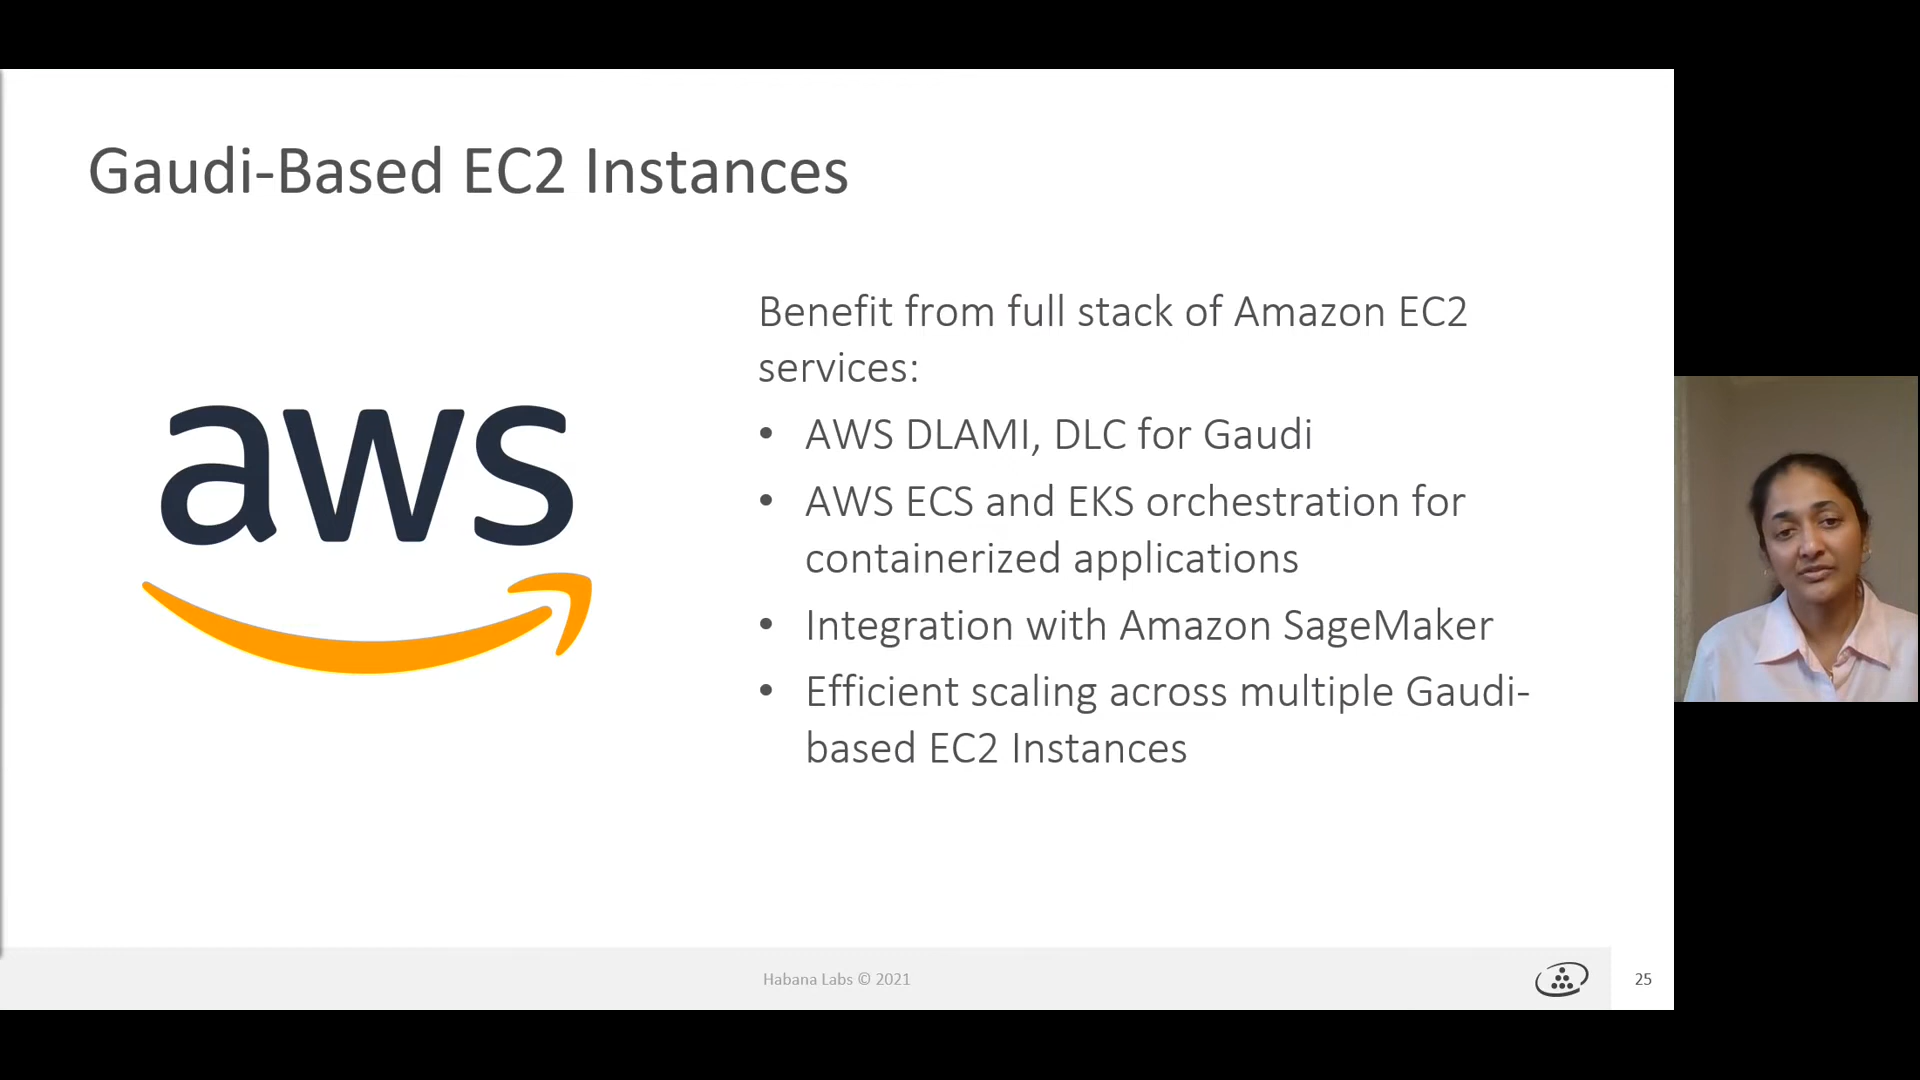 Gaudi-Based EC2 Instances
aws
Benefit from full stack of Amazon EC2
services:
• AWS DLAMI, DLC for Gaudi
• AWS ECS and EKS orchestration for
containerized applications
• Integration with Amazon SageMaker
• Efficient scaling across multiple Gaudi-
based EC2 Instances
Habana Labs © 2021
25